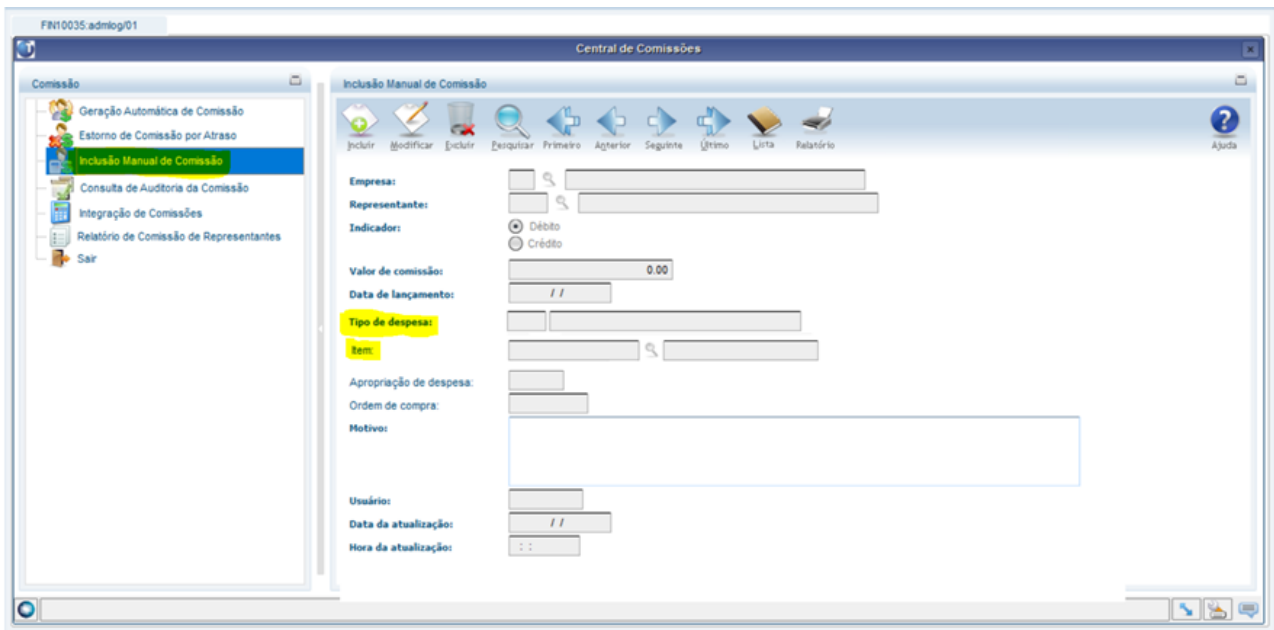 FIN10035:admlog/01
Central de Comissões
Comissão
Geração Automática de Comissão
Estorno de Comissão por Atraso
Inclusão Manual de Comissão
Consulta de Auditoria da Comissão
Integração de Comissões
Relatório de Comissão de Representantes
Sair
Inclusão Manual de Comissão
Incluir Modificar Excluir Pesquisar Primeiro Anterior Seguinte Último Lista Relatório Ajuda
Empresa:
Representante:
Indicador: Débito
Crédito
Valor de comissão: 0.00
Data de lançamento: / /
Tipo de despesa:
Item:
Apropriação de despesa:
Ordem de compra:
Motivo:
Usuário:
Data da atualização: / /
Hora da atualização: : :